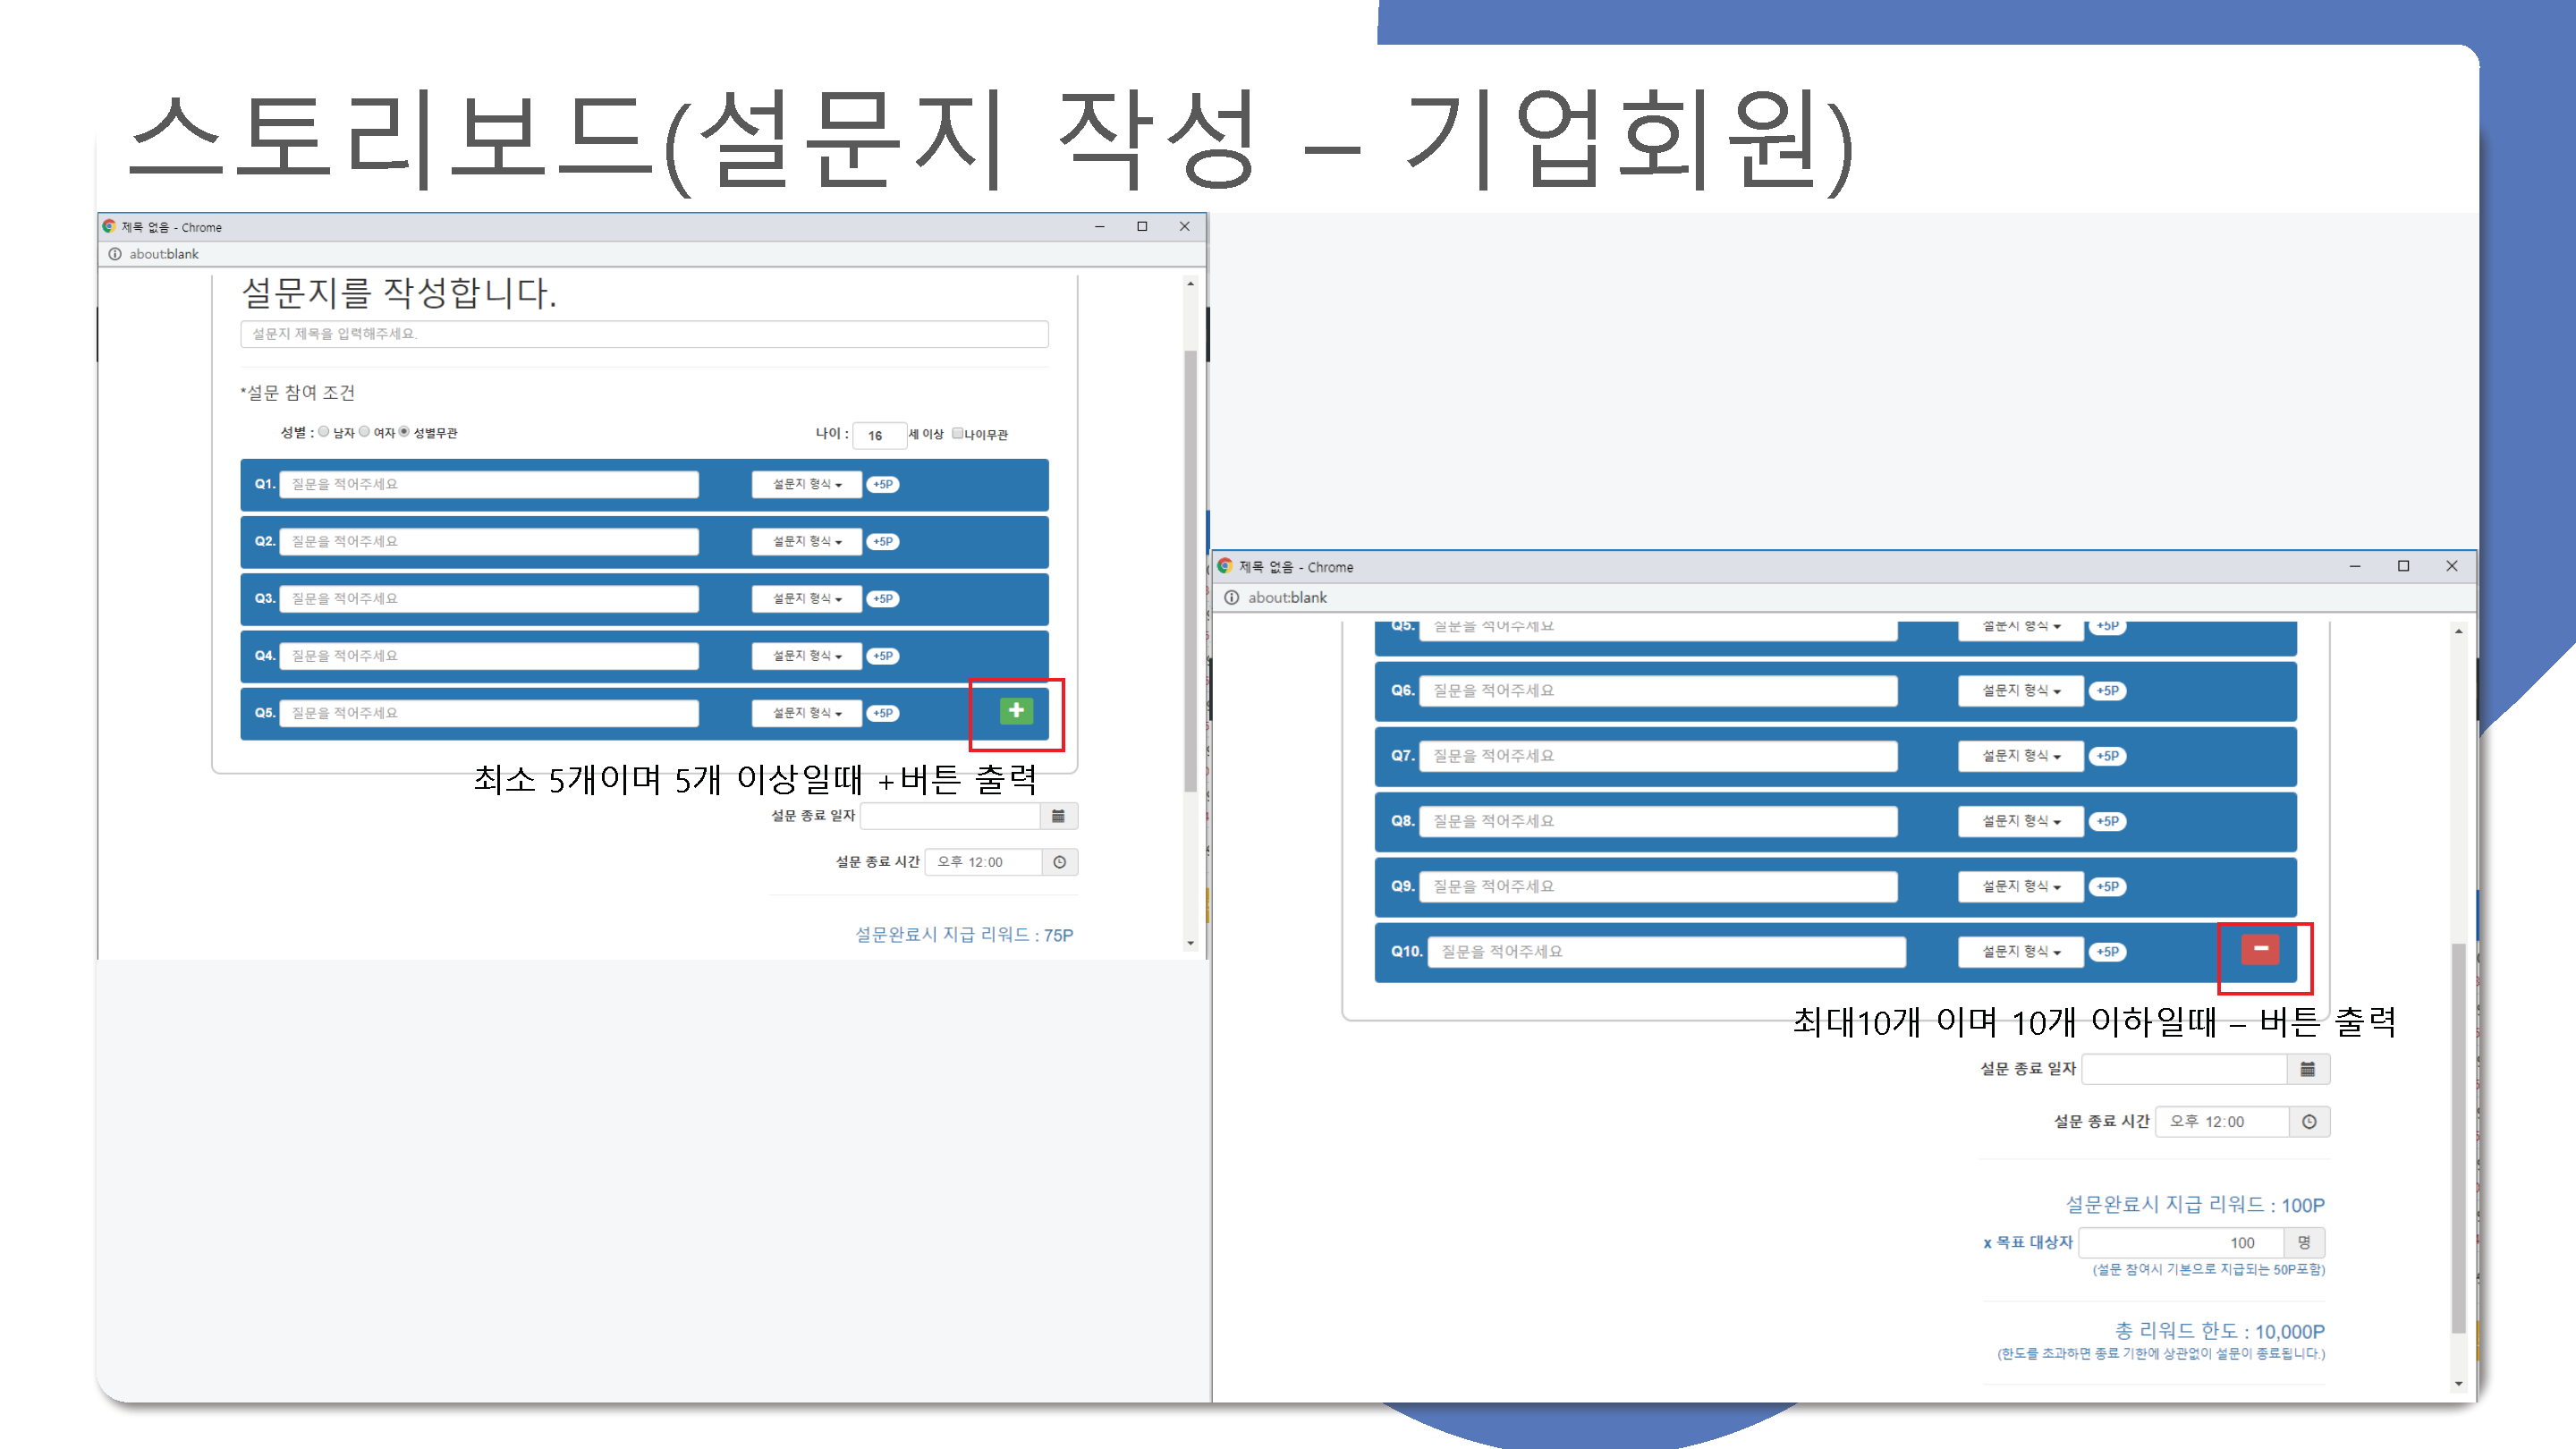 스토리보드(설문지 작성 – 기업회원)
제목 없음 - Chrome
about:blank
설문지를 작성합니다.
설문지 제목을 입력해주세요.
*설문 참여 조건
성별 : 남자 여자 성별무관 나이 : 16 세 이상 나이무관
Q1. 질문을 적어주세요 설문지 형식 +5P
Q2. 질문을 적어주세요 설문지 형식 +5P
Q3. 질문을 적어주세요 설문지 형식 +5P
Q4. 질문을 적어주세요 설문지 형식 +5P
Q5. 질문을 적어주세요 설문지 형식 +5P
최소 5개이며 5개 이상일때 +버튼 출력
설문 종료 일자
설문 종료 시간 오후 12:00
설문완료시 지급 리워드 : 75P
제목 없음 - Chrome
about:blank
Q5. 질문을 적어주세요 설문지 형식 +5P
Q6. 질문을 적어주세요 설문지 형식 +5P
Q7. 질문을 적어주세요 설문지 형식 +5P
Q8. 질문을 적어주세요 설문지 형식 +5P
Q9. 질문을 적어주세요 설문지 형식 +5P
Q10. 질문을 적어주세요 설문지 형식 +5P
최대10개 이며 10개 이하일때 – 버튼 출력
설문 종료 일자
설문 종료 시간 오후 12:00
설문완료시 지급 리워드 : 100P
x 목표 대상자 100 명
(설문 참여시 기본으로 지급되는 50P포함)
총 리워드 한도 : 10,000P
(한도를 초과하면 종료 기한에 상관없이 설문이 종료됩니다.)